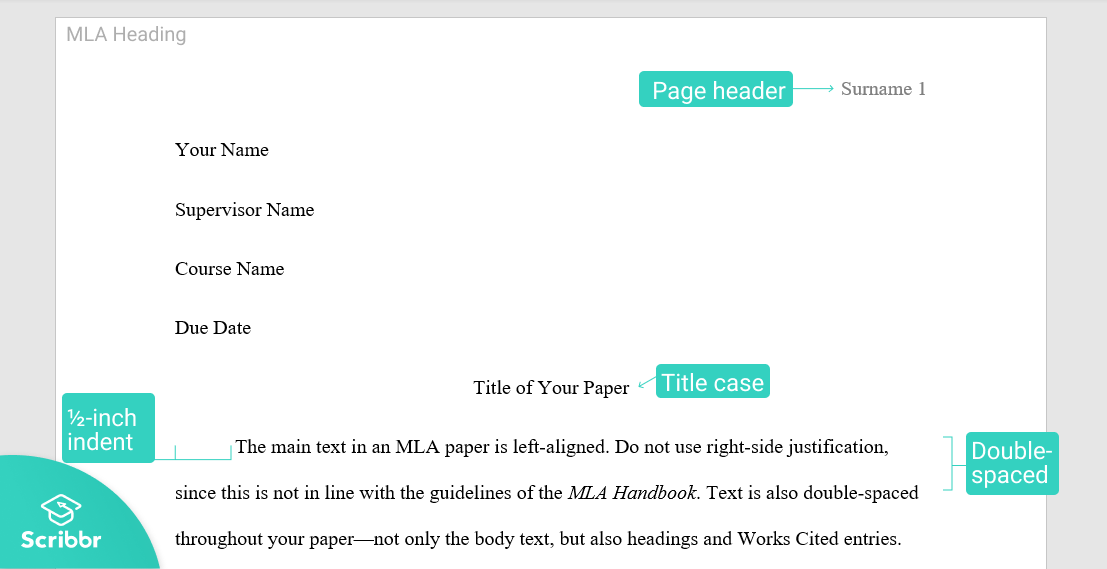 MLA Heading
Page header
Surname 1
Your Name
Supervisor Name
Course Name
Due Date
Title of Your Paper
Title case
½-inch
indent
The main text in an MLA paper is left-aligned. Do not use right-side justification,
since this is not in line with the guidelines of the MLA Handbook. Text is also double-spaced
throughout your paper—not only the body text, but also headings and Works Cited entries.
Double-
spaced
Scribbr